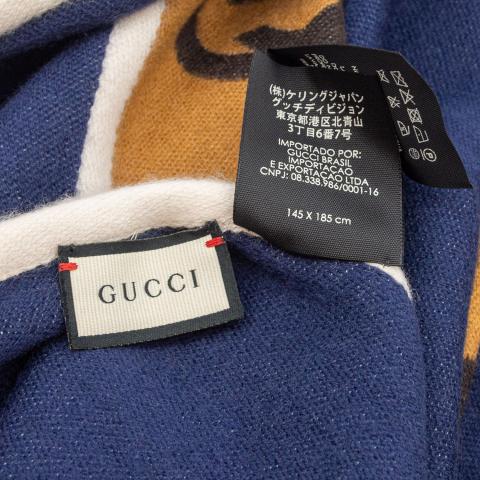 (株)ケリングジャパン
グッチディビジョン
東京都港区北青山
3丁目6番7号
IMPORTADO POR:
GUCCI BRASIL
IMPORTACAO
E EXPORTAÇÃO LTDA
CNPJ: 08.338.986/0001-16
145 X 185 cm
GUCCI